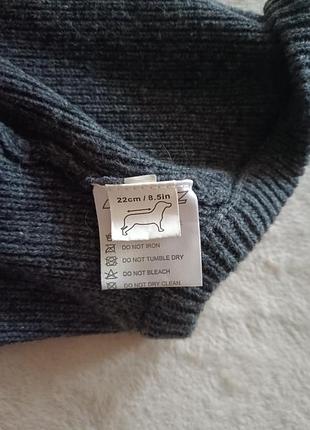 22cm / 8.5in
DO NOT IRON
DO NOT TUMBLE DRY
DO NOT BLEACH
DO NOT DRY CLEAN